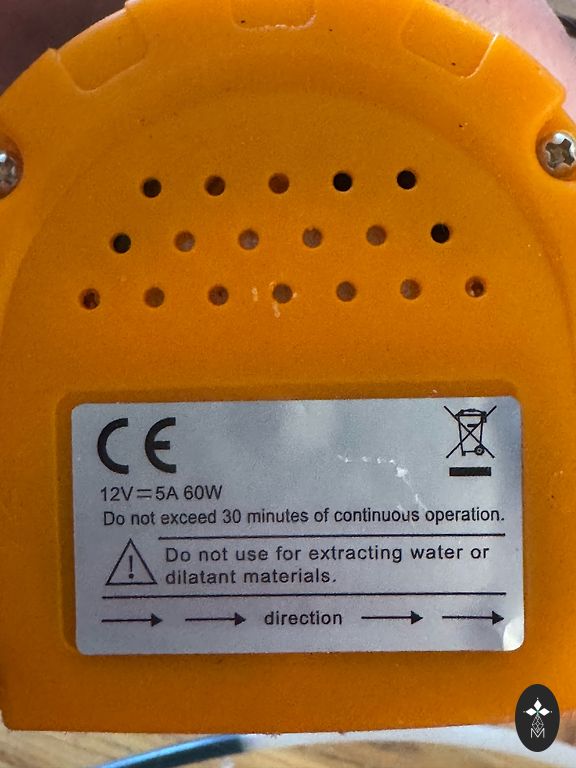 CE
12V⎓5A 60W
Do not exceed 30 minutes of continuous operation.
Do not use for extracting water or
dilatant materials.
direction